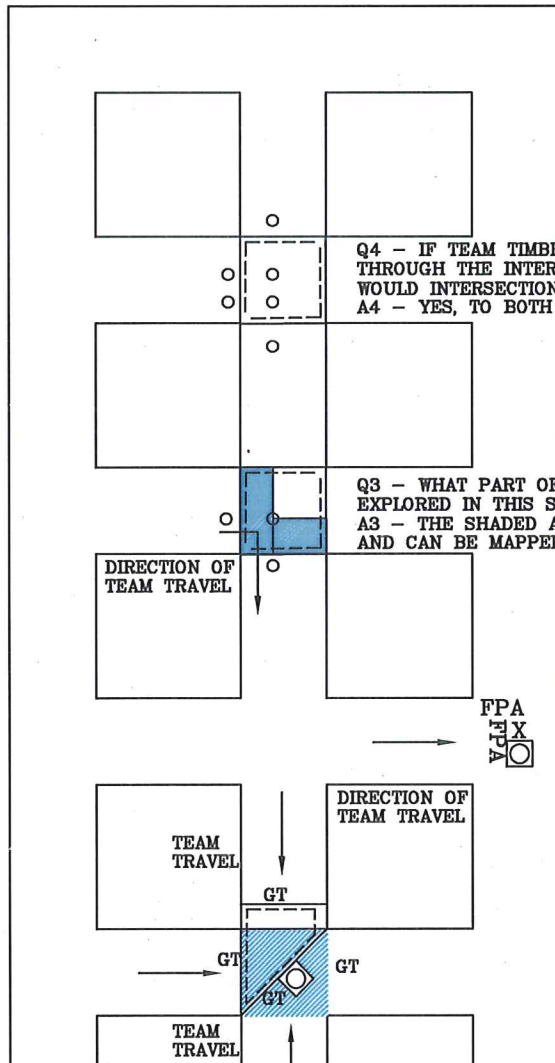 Q4 – IF TEAM TIMBE
THROUGH THE INTER
WOULD INTERSECTION
A4 – YES, TO BOTH
Q3 – WHAT PART OF
EXPLORED IN THIS S
A3 – THE SHADED A
AND CAN BE MAPPED
DIRECTION OF
TEAM TRAVEL
FPA
X
FPA
DIRECTION OF
TEAM TRAVEL
TEAM
TRAVEL
GT
GT
GT
GT
TEAM
TRAVEL